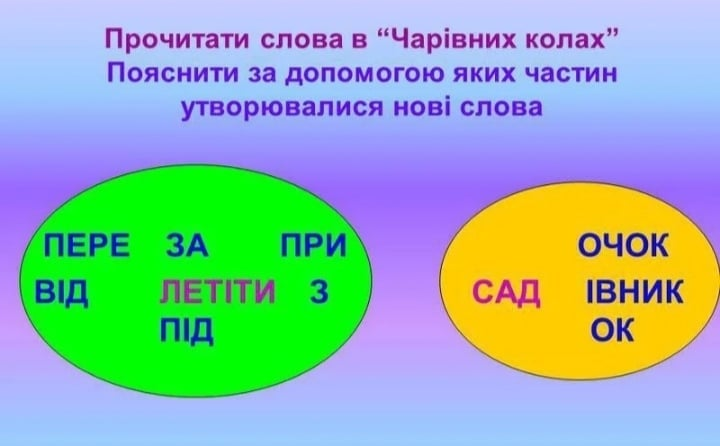 Прочитати слова в “Чарівних колах”
Пояснити за допомогою яких частин
утворювалися нові слова
ПЕРЕ ЗА ПРИ
ВІД ЛЕТІТИ З
ПІД
ОЧОК
САД ІВНИК
ОК